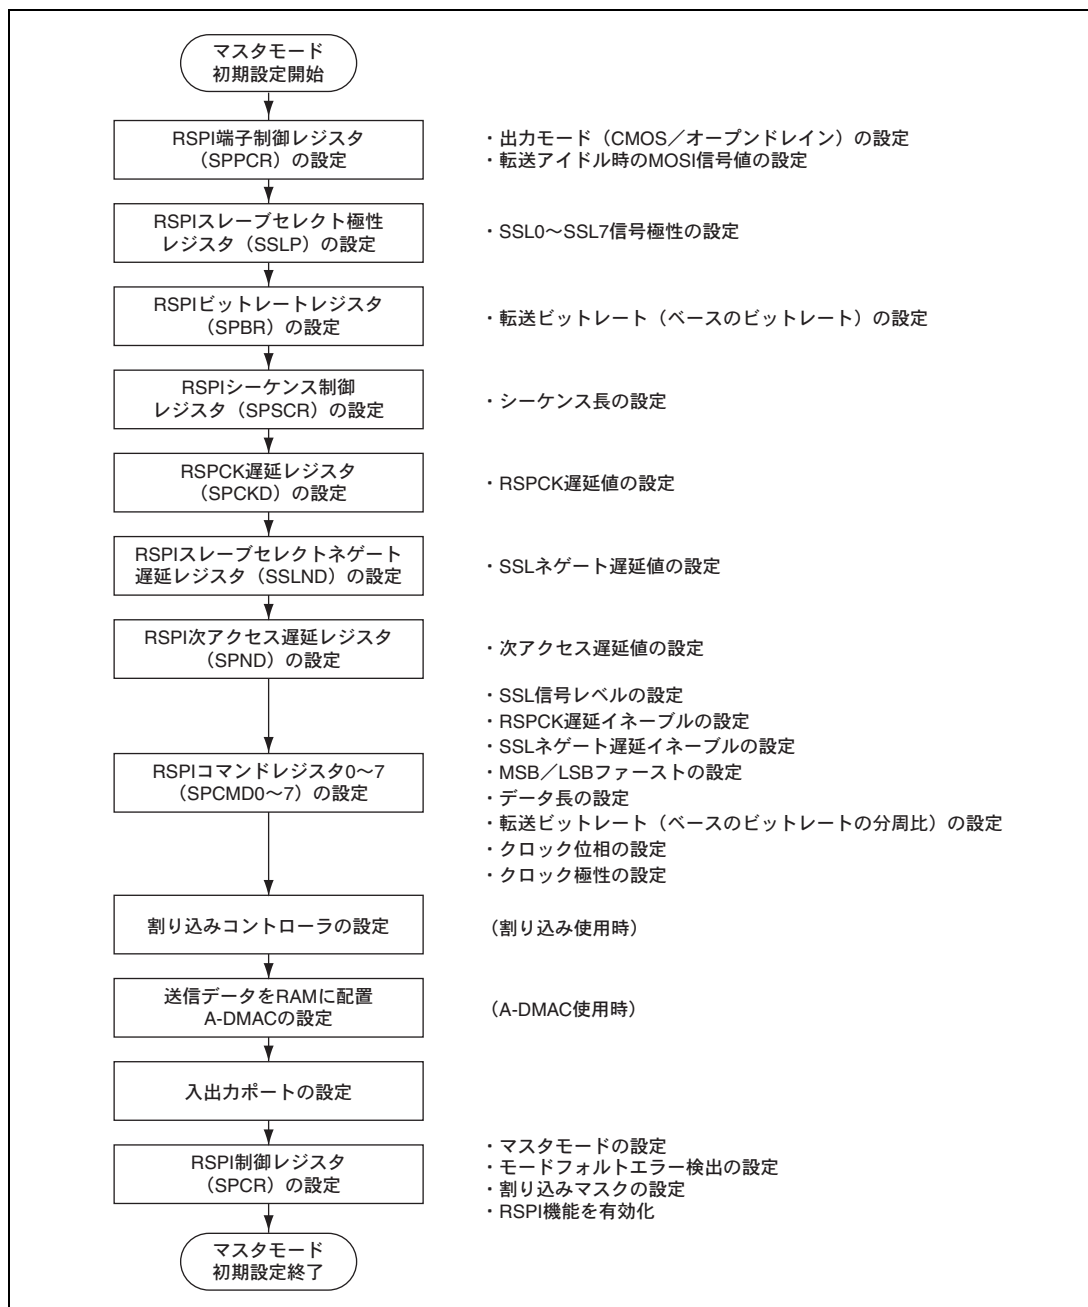 マスタモード
初期設定開始
RSPI端子制御レジスタ
（SPPCR）の設定
・出力モード（CMOS／オープンドレイン）の設定
・転送アイドル時のMOSI信号値の設定
RSPIスレーブセレクト極性
レジスタ（SSLP）の設定
・SSL0～SSL7信号極性の設定
RSPIビットレートレジスタ
（SPBR）の設定
・転送ビットレート（ベースのビットレート）の設定
RSPIシーケンス制御
レジスタ（SPSCR）の設定
・シーケンス長の設定
RSPCK遅延レジスタ
（SPCKD）の設定
・RSPCK遅延値の設定
RSPIスレーブセレクトネゲート
遅延レジスタ（SSLND）の設定
・SSLネゲート遅延値の設定
RSPI次アクセス遅延レジスタ
（SPND）の設定
・次アクセス遅延値の設定
RSPIコマンドレジスタ0～7
（SPCMD0～7）の設定
・SSL信号レベルの設定
・RSPCK遅延イネーブルの設定
・SSLネゲート遅延イネーブルの設定
・MSB／LSBファーストの設定
・データ長の設定
・転送ビットレート（ベースのビットレートの分周比）の設定
・クロック位相の設定
・クロック極性の設定
割り込みコントローラの設定
（割り込み使用時）
送信データをRAMに配置
A-DMACの設定
（A-DMAC使用時）
入出力ポートの設定
RSPI制御レジスタ
（SPCR）の設定
・マスタモードの設定
・モードフォルトエラー検出の設定
・割り込みマスクの設定
・RSPI機能を有効化
マスタモード
初期設定終了